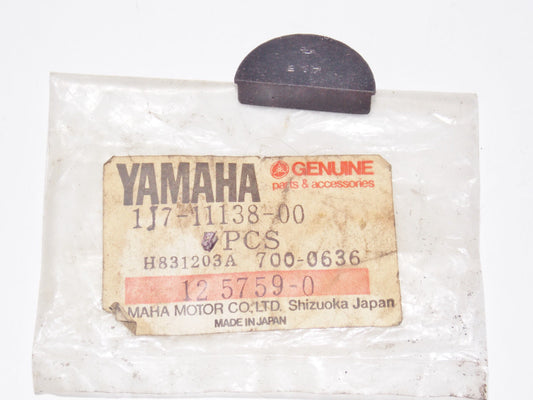 YAMAHA
GENUINE
parts & accessories
1J7-11138-00
PCS
H831203A 700-0636
12 5759-0
MAHA MOTOR CO., LTD. Shizuoka Japan
MADE IN JAPAN